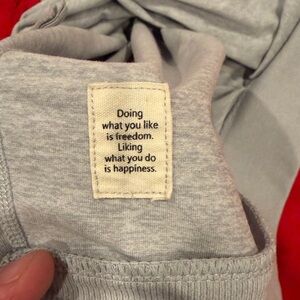 Doing
what you like
is freedom.
Liking
what you do
is happiness.